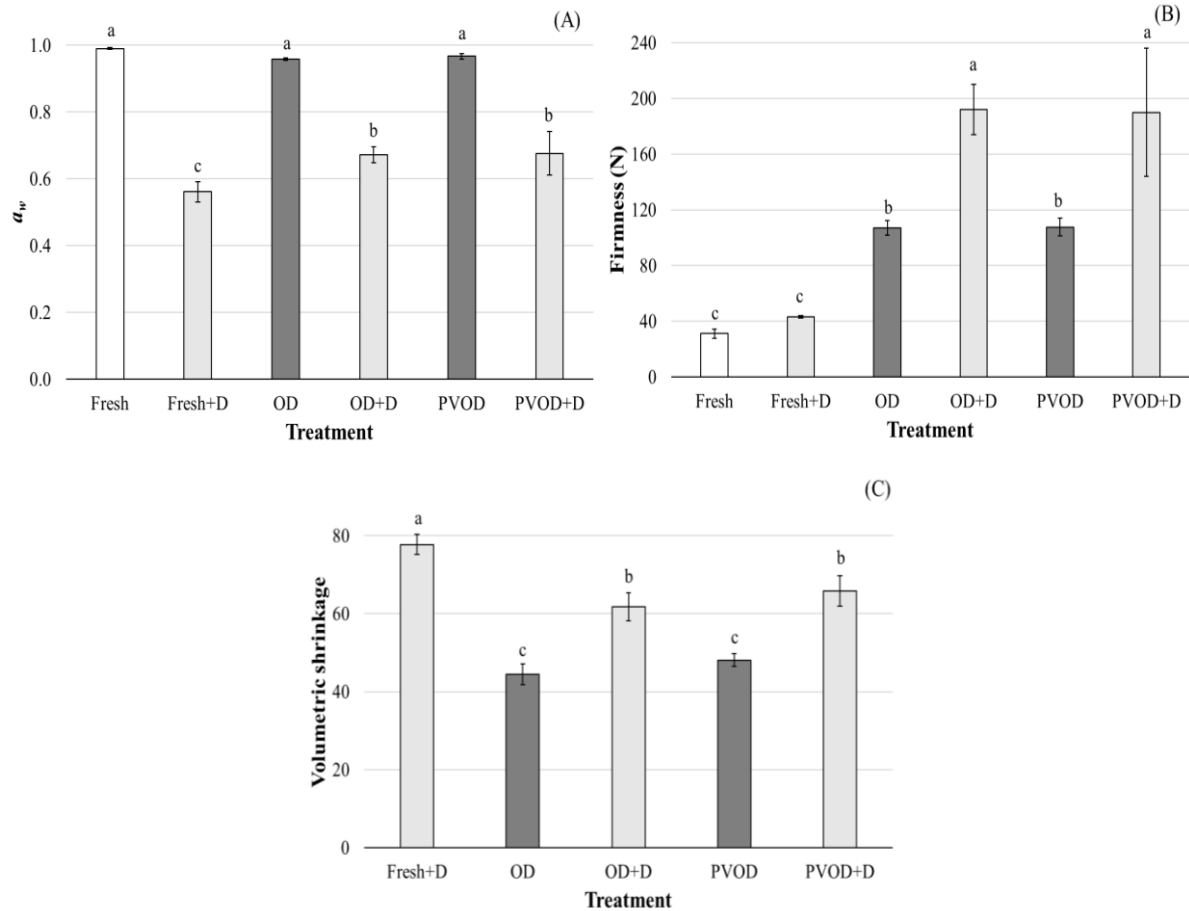 (A)
a
a
a
1.0
0.8
b
b
c
0.6
0.4
0.2
0.0
a_w
Fresh Fresh+D OD OD+D PVOD PVOD+D
Treatment
(B)
a
240
a
200
160
b
b
120
80
c
c
40
0
Firmness (N)
Fresh Fresh+D OD OD+D PVOD PVOD+D
Treatment
(C)
a
80
b
b
60
c
c
40
20
0
Volumetric shrinkage
Fresh+D OD OD+D PVOD PVOD+D
Treatment